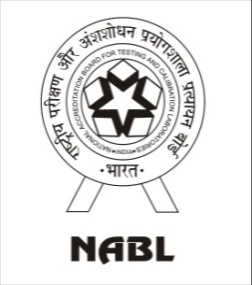 राष्ट्रीय परीक्षण और अंशशोधन प्रयोगशाला प्रत्यायन बोर्ड
NATIONAL ACCREDITATION BOARD FOR TESTING AND CALIBRATION LABORATORIES
INDIA
• भारत •
NABL